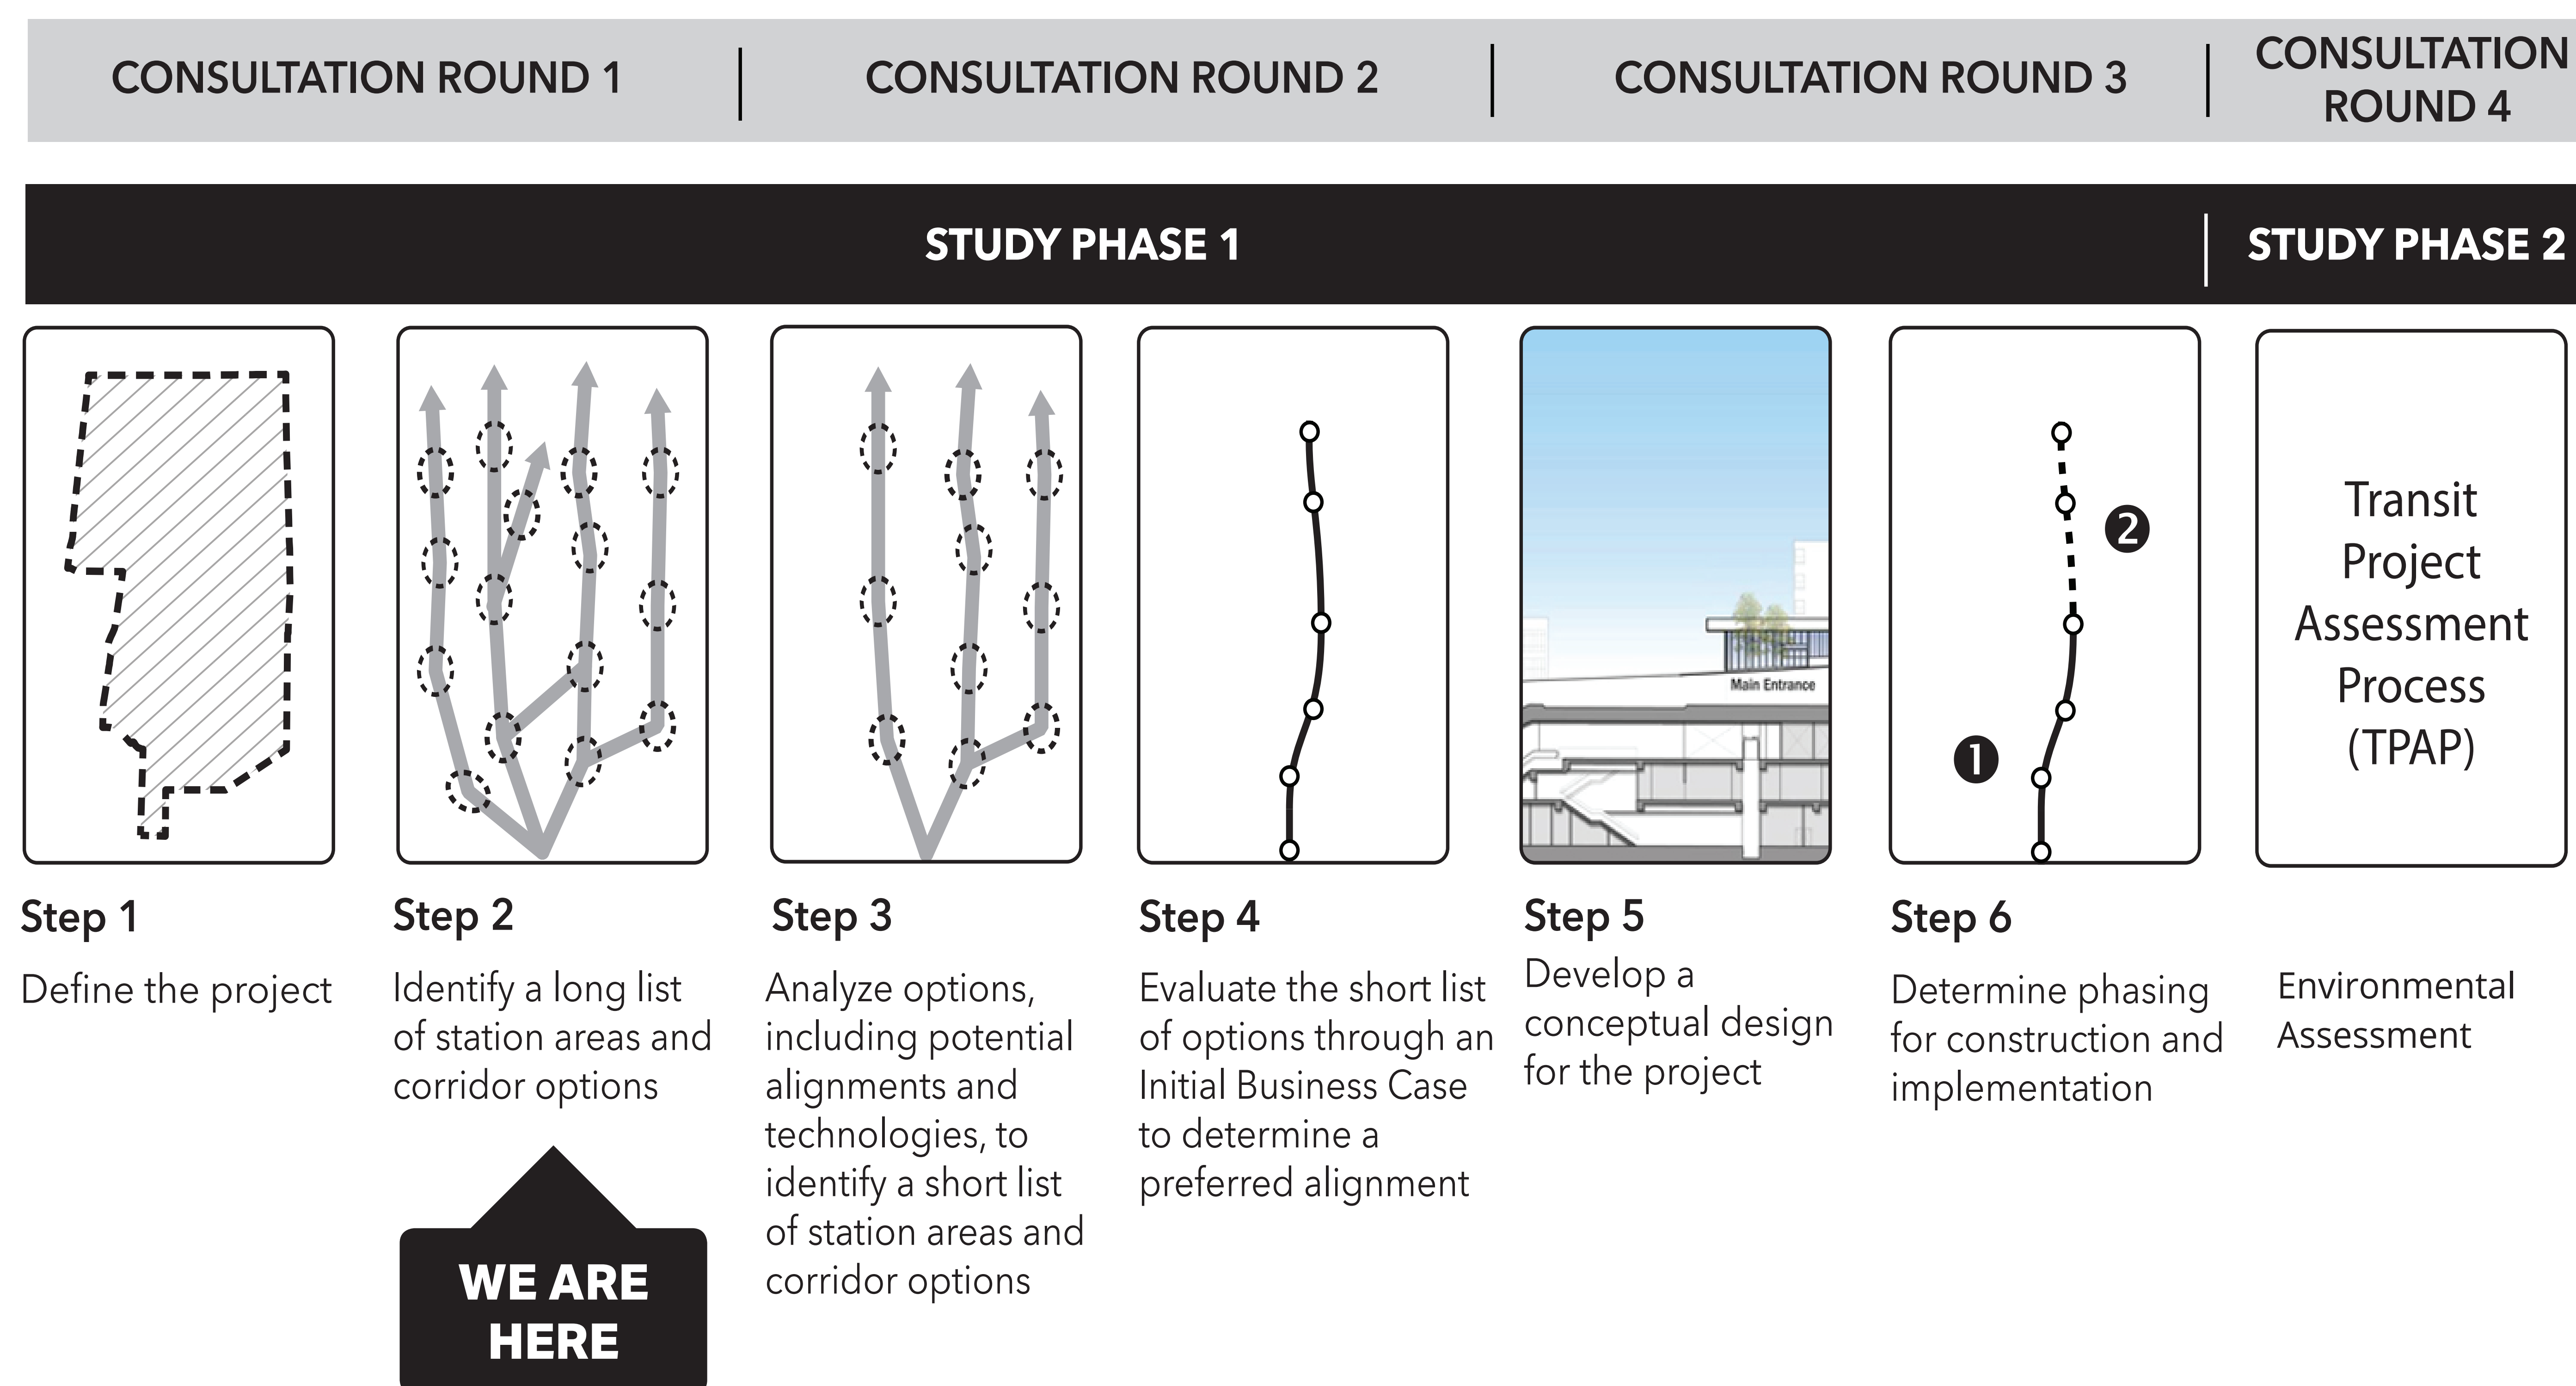 CONSULTATION ROUND 1
CONSULTATION ROUND 2
CONSULTATION ROUND 3
CONSULTATION
ROUND 4
STUDY PHASE 1
STUDY PHASE 2
Main Entrance
1
2
Transit
Project
Assessment
Process
(TPAP)
Step 1
Define the project
Step 2
Identify a long list
of station areas and
corridor options
WE ARE
HERE
Step 3
Analyze options,
including potential
alignments and
technologies, to
identify a short list
of station areas and
corridor options
Step 4
Evaluate the short list
of options through an
Initial Business Case
to determine a
preferred alignment
Step 5
Develop a
conceptual design
for the project
Step 6
Determine phasing
for construction and
implementation
Environmental
Assessment